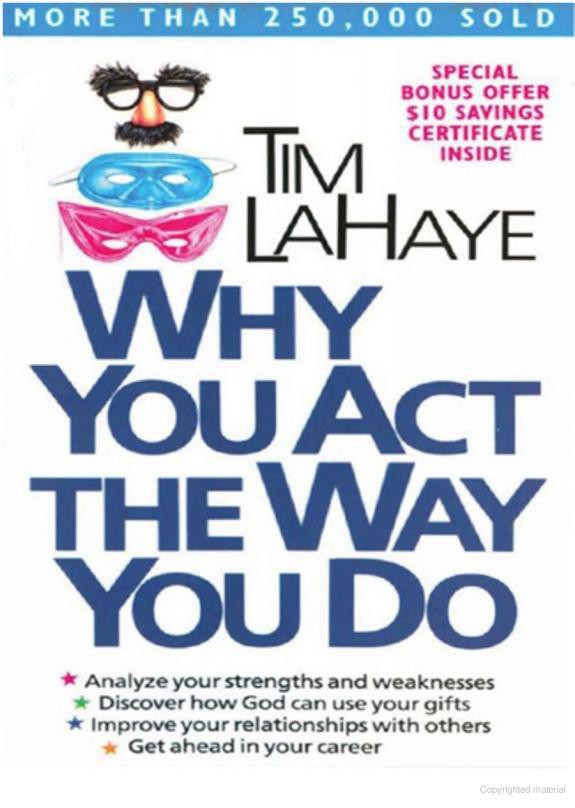 MORE THAN 250,000 SOLD
SPECIAL
BONUS OFFER
$10 SAVINGS
CERTIFICATE
INSIDE
TIM
LAHAYE
WHY
YOU ACT
THE WAY
YOU DO
Analyze your strengths and weaknesses
Discover how God can use your gifts
Improve your relationships with others
Get ahead in your career
Copyrighted material